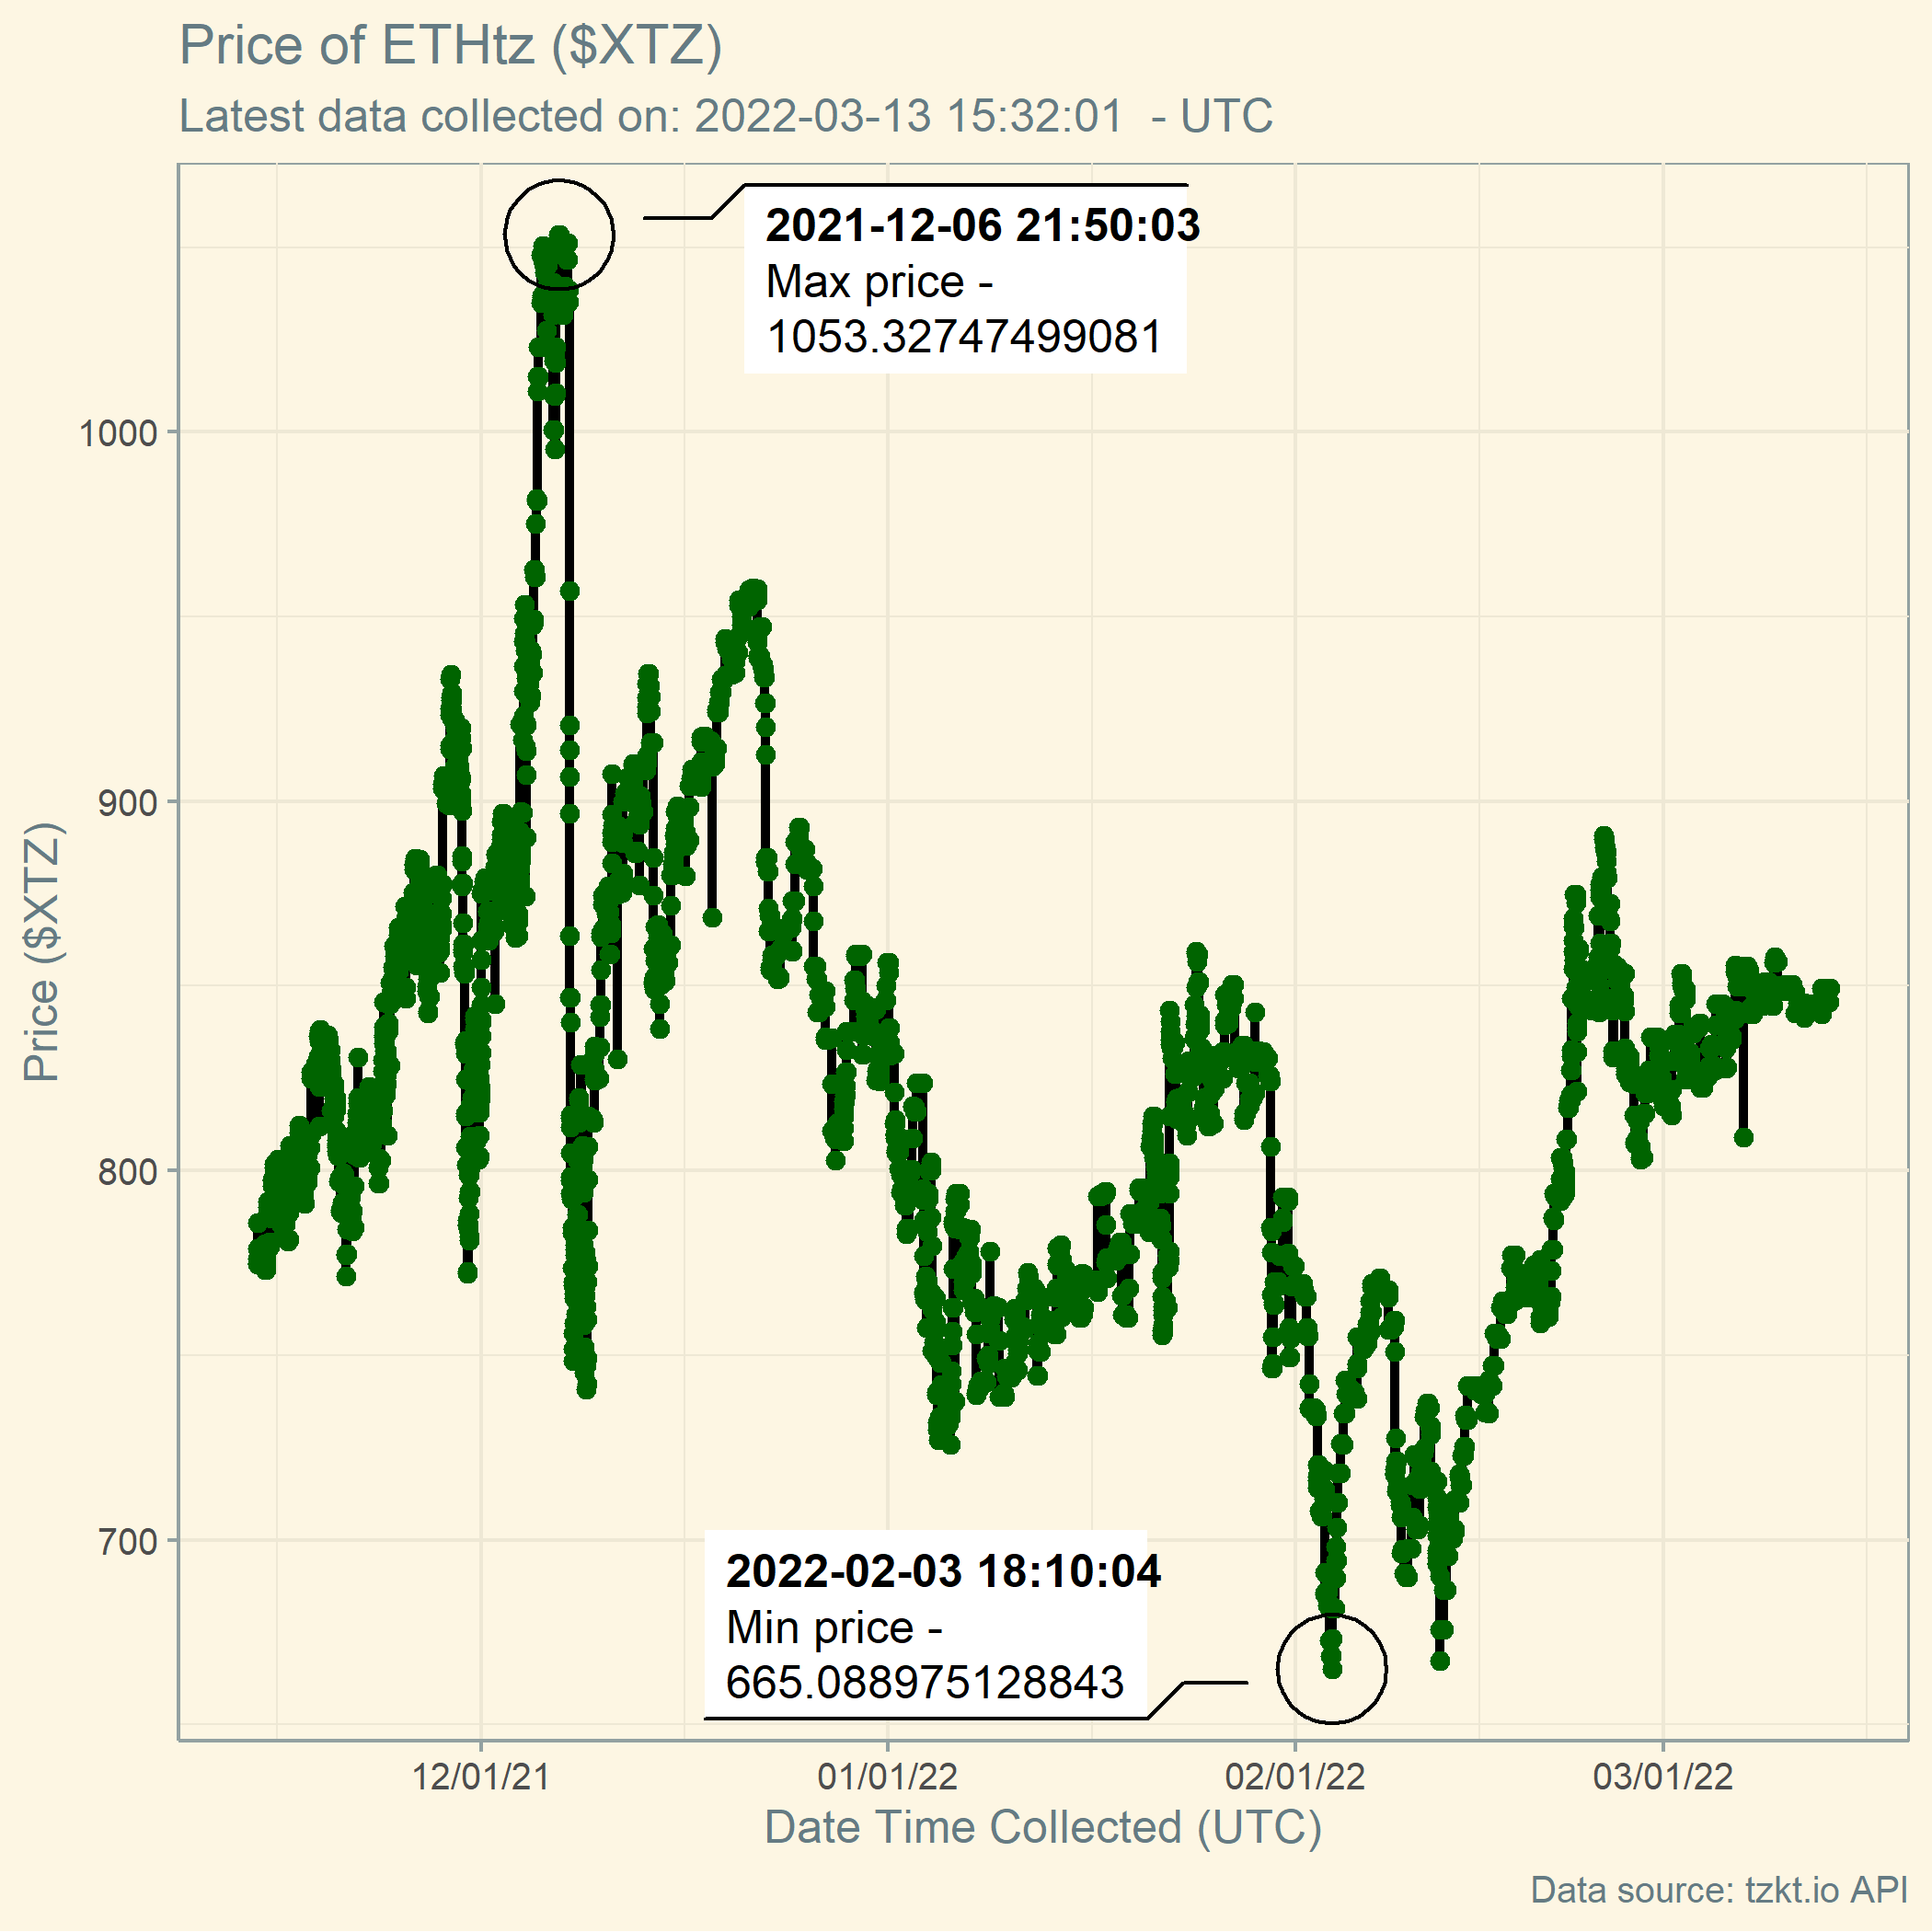 Price of ETHtz ($XTZ)
Latest data collected on: 2022-03-13 15:32:01  - UTC
2021-12-06 21:50:03
Max price -
1053.32747499081
1000
900
800
700
Price ($XTZ)
2022-02-03 18:10:04
Min price -
665.088975128843
12/01/21
01/01/22
02/01/22
03/01/22
Date Time Collected (UTC)
Data source: tzkt.io API